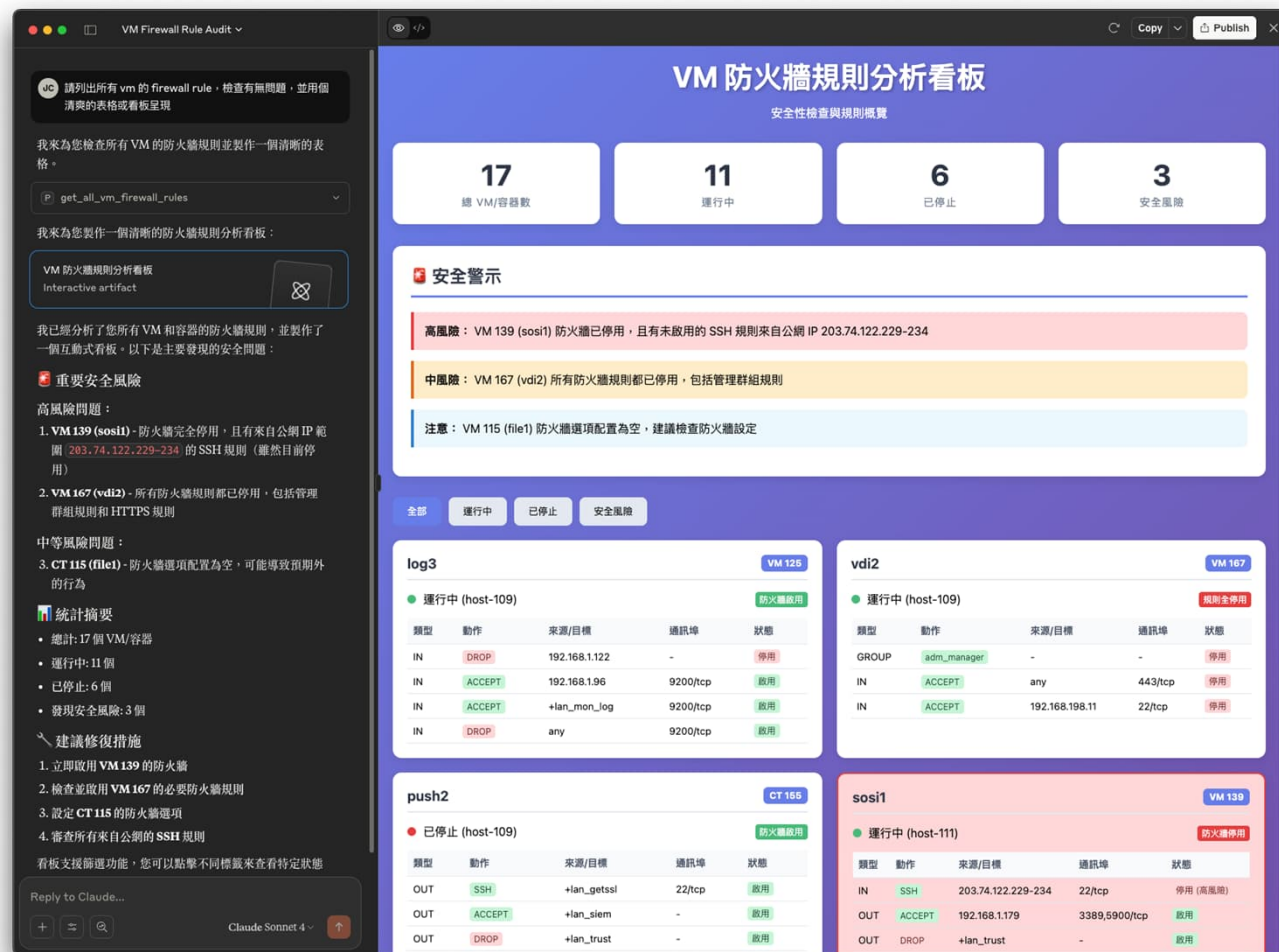 VM Firewall Rule Audit
JC
請列出所有 vm 的 firewall rule，檢查有無問題，並用個
清爽的表格或看板呈現
我來為您檢查所有 VM 的防火牆規則並製作一個清晰的表
格。
P get_all_vm_firewall_rules
我來為您製作一個清晰的防火牆規則分析看板：
VM 防火牆規則分析看板
Interactive artifact
我已經分析了您所有 VM 和容器的防火牆規則，並製作了
一個互動式看板。以下是主要發現的安全問題：
🚨 重要安全風險
高風險問題：
1. VM 139 (sosi1) - 防火牆完全停用，且有來自公網 IP 範
圍 203.74.122.229-234 的 SSH 規則（雖然目前停
用）
2. VM 167 (vdi2) - 所有防火牆規則都已停用，包括管理
群組規則和 HTTPS 規則
中等風險問題：
3. CT 115 (file1) - 防火牆選項配置為空，可能導致預期外
的行為
📊 統計摘要
• 總計: 17 個 VM/容器
• 運行中: 11 個
• 已停止: 6 個
• 發現安全風險: 3 個
🔧 建議修復措施
1. 立即啟用 VM 139 的防火牆
2. 檢查並啟用 VM 167 的必要防火牆規則
3. 設定 CT 115 的防火牆選項
4. 審查所有來自公網的 SSH 規則
看板支援篩選功能，您可以點擊不同標籤來查看特定狀態
Reply to Claude...
Claude Sonnet 4
</> Copy Publish
VM 防火牆規則分析看板
安全性檢查與規則概覽
17 11 6 3
總 VM/容器數 運行中 已停止 安全風險
🚨 安全警示
高風險： VM 139 (sosi1) 防火牆已停用，且有未啟用的 SSH 規則來自公網 IP 203.74.122.229-234
中風險： VM 167 (vdi2) 所有防火牆規則都已停用，包括管理群組規則
注意： VM 115 (file1) 防火牆選項配置為空，建議檢查防火牆設定
全部 運行中 已停止 安全風險
log3 VM 125
運行中 (host-109) 防火牆啟用
類型 動作 來源/目標 通訊埠 狀態
IN DROP 192.168.1.122 - 停用
IN ACCEPT 192.168.1.96 9200/tcp 啟用
IN ACCEPT +lan_mon_log 9200/tcp 啟用
IN DROP any 9200/tcp 啟用
vdi2 VM 167
運行中 (host-109) 規則全停用
類型 動作 來源/目標 通訊埠 狀態
GROUP adm_manager - - 停用
IN ACCEPT any 443/tcp 停用
IN ACCEPT 192.168.198.11 22/tcp 停用
push2 CT 155
已停止 (host-109) 防火牆啟用
類型 動作 來源/目標 通訊埠 狀態
OUT SSH +lan_getssl 22/tcp 啟用
OUT ACCEPT +lan_siem - 啟用
OUT DROP +lan_trust - 啟用
sosi1 VM 139
運行中 (host-111) 防火牆停用
類型 動作 來源/目標 通訊埠 狀態
IN SSH 203.74.122.229-234 22/tcp 停用 (高風險)
OUT ACCEPT 192.168.1.179 3389,5900/tcp 啟用
OUT DROP +lan_trust - 啟用